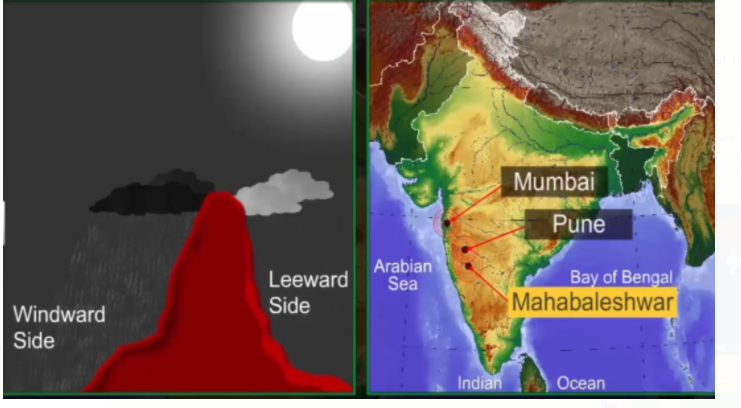 Windward
Side
Leeward
Side
Mumbai
Pune
Mahabaleshwar
Arabian
Sea
Bay of Bengal
Indian Ocean